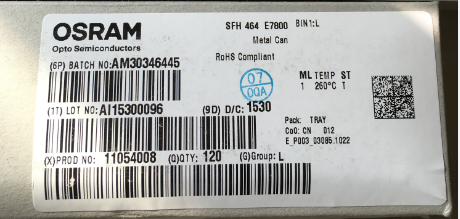 OSRAM
Opto Semiconductors
SFH 464 E7800 BIN1:L
Metal Can
RoHS Compliant
(6P) BATCH NO:AM30346445
07
OQA
ML TEMP ST
1 260°C T
(1T) LOT NO:AI15300096
(9D) D/C: 1530
Pack: TRAY
CoO: CN 012
E_P003_03085.1022
(X)PROD NO: 11054008 (Q)QTY: 120 (G)Group: L